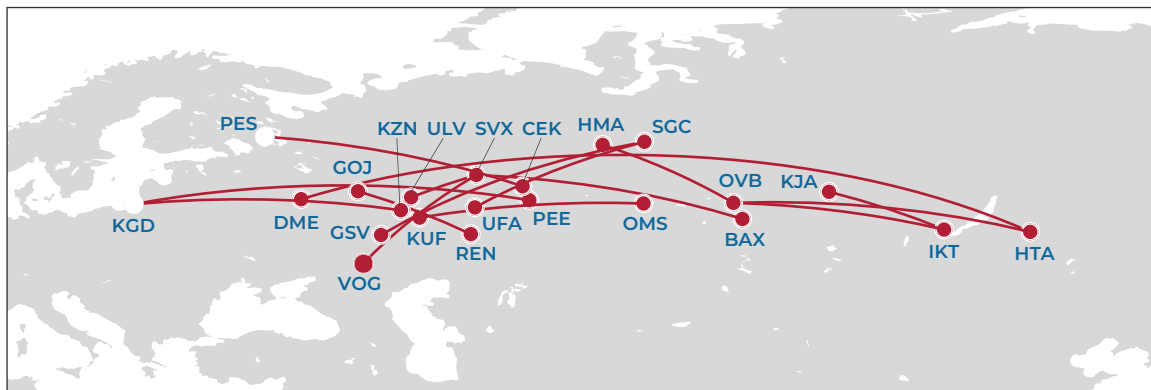 PES
KZN ULV SVX CEK
HMA SGC
GOJ
OVB KJA
KGD
DME
GSV
KUF
UFA
PEE
REN
OMS
BAX
IKT
HTA
VOG